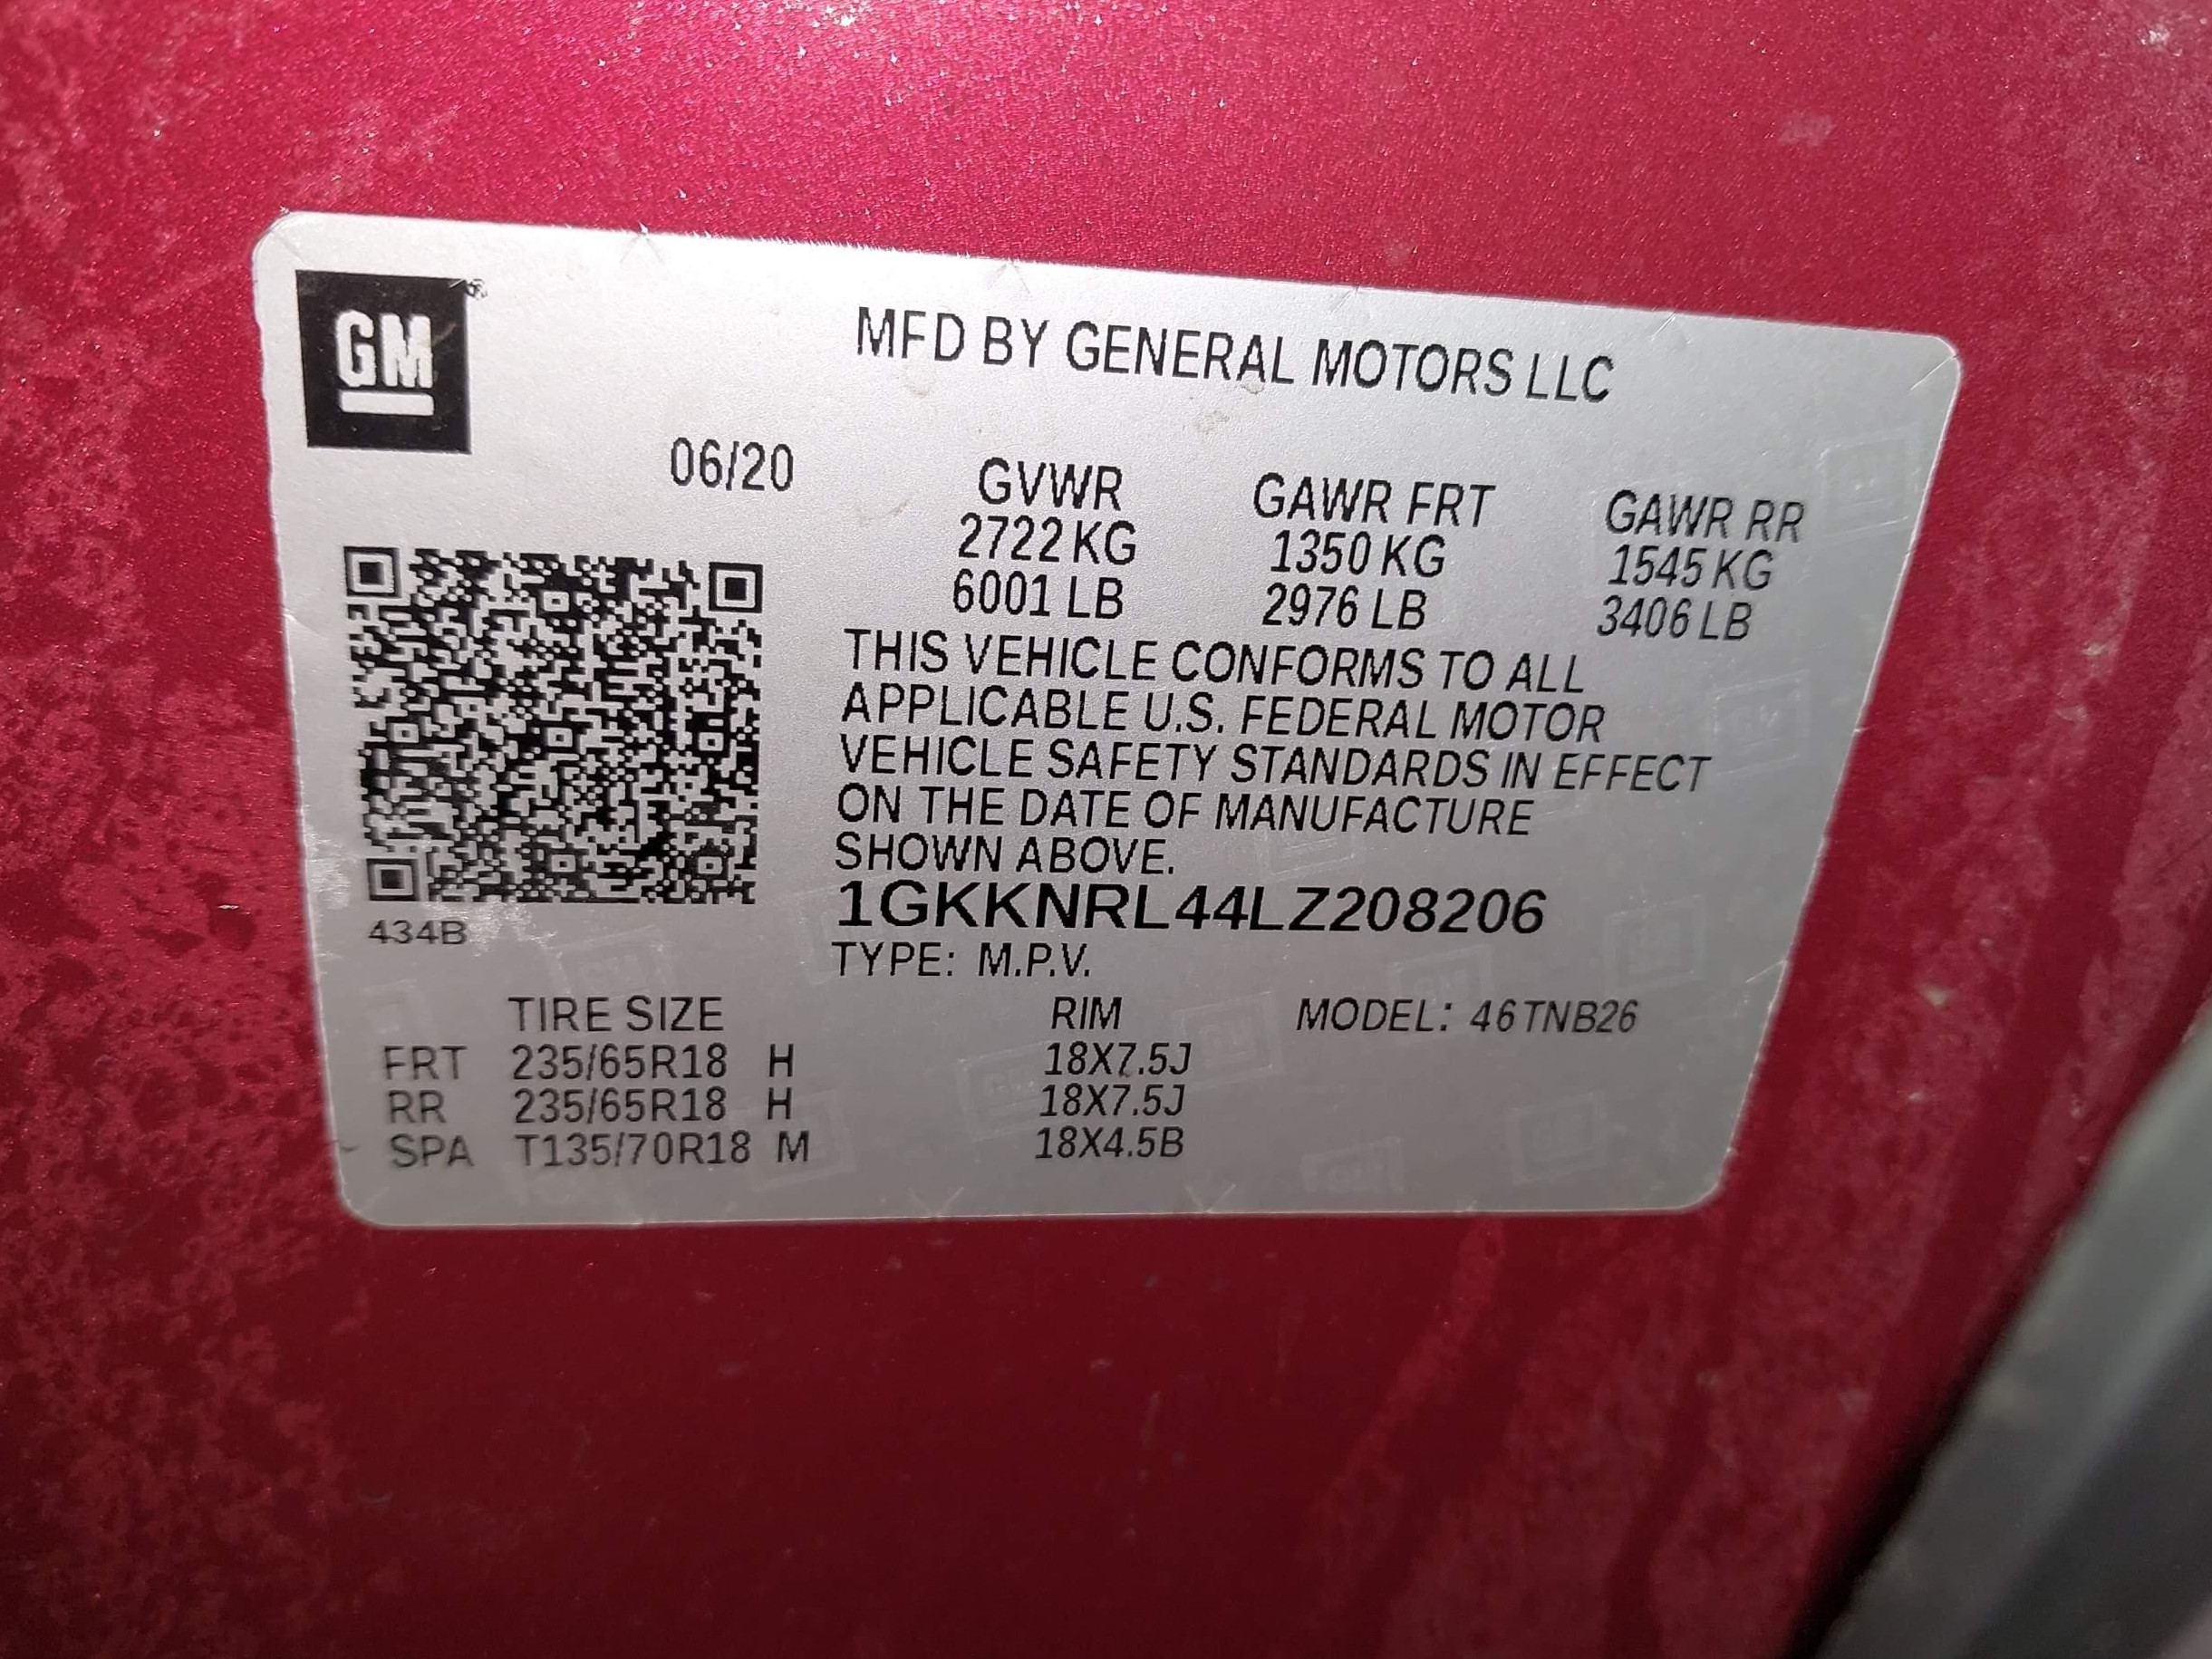 GM
MFD BY GENERAL MOTORS LLC
06/20
GVWR GAWR FRT GAWR RR
2722 KG 1350 KG 1545 KG
6001 LB 2976 LB 3406 LB
THIS VEHICLE CONFORMS TO ALL
APPLICABLE U.S. FEDERAL MOTOR
VEHICLE SAFETY STANDARDS IN EFFECT
ON THE DATE OF MANUFACTURE
SHOWN ABOVE.
1GKKNRL44LZ208206
434B
TYPE: M.P.V.
TIRE SIZE RIM MODEL: 46TNB26
FRT 235/65R18 H 18X7.5J
RR 235/65R18 H 18X7.5J
SPA T135/70R18 M 18X4.5B